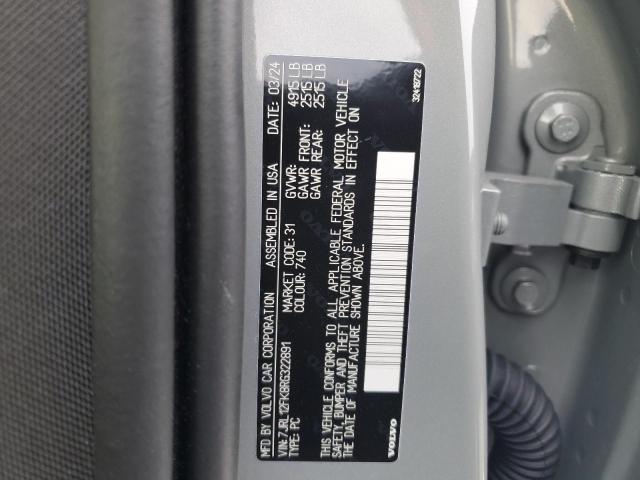 MFD BY VOLVO CAR CORPORATION ASSEMBLED IN USA DATE: 03/24
VIN: 7JRL12FK8RG322891 MARKET CODE: 31 GVWR: 4915 LB
TYPE: PC COLOUR: 740 GAWR FRONT: 2515 LB
GAWR REAR: 2515 LB
THIS VEHICLE CONFORMS TO ALL APPLICABLE FEDERAL MOTOR VEHICLE
SAFETY, BUMPER AND THEFT PREVENTION STANDARDS IN EFFECT ON
THE DATE OF MANUFACTURE SHOWN ABOVE.
VOLVO 32418722